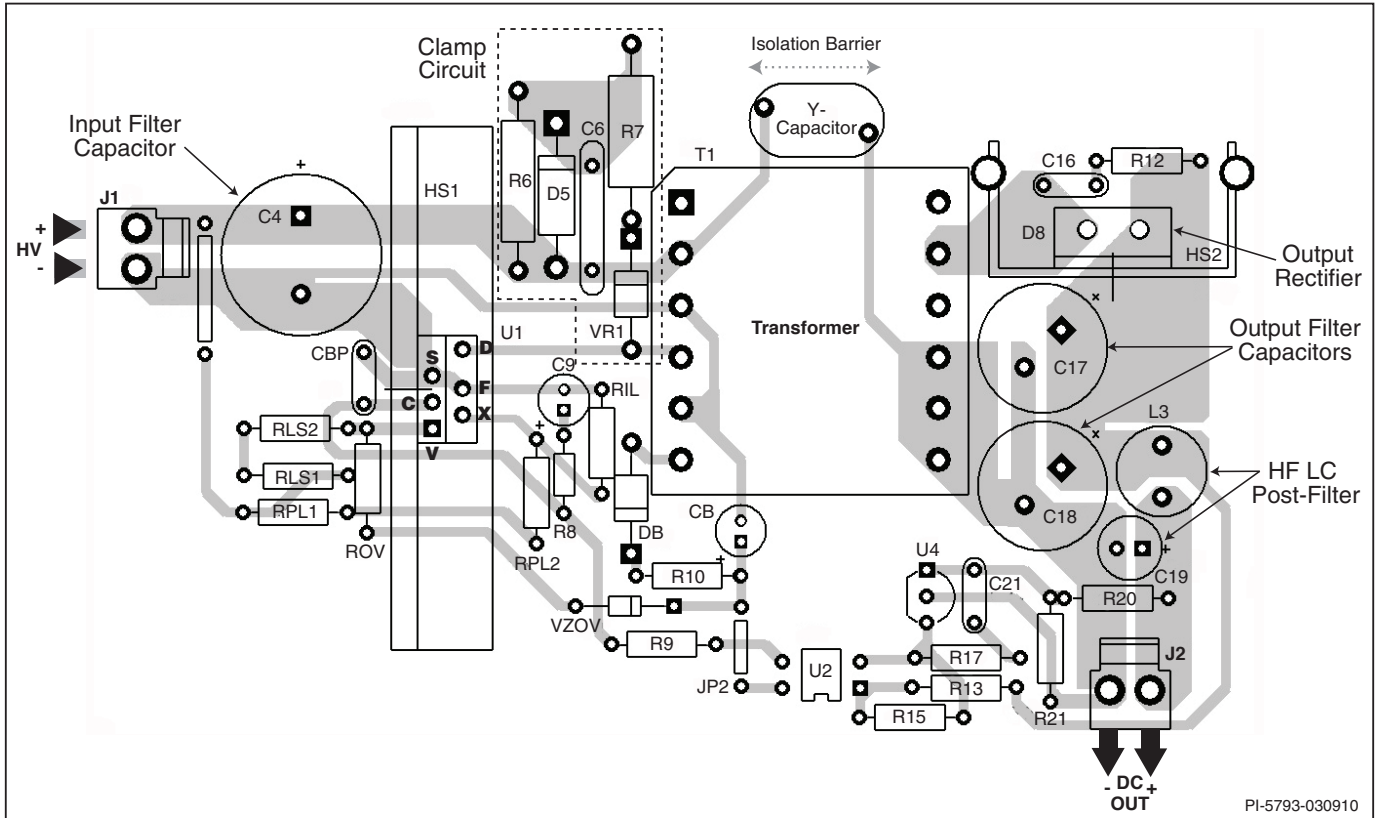 Clamp
Circuit
Isolation Barrier
Y-
Capacitor
Input Filter
Capacitor
+
J1
C4
HS1
R6
D5
C6
R7
T1
C16
R12
+
HV
-
D8
HS2
Output
Rectifier
U1
VR1
Transformer
Output Filter
Capacitors
CBP
S
D
C9
F
RIL
C
X
V
C17
x
L3
RLS2
+
RLS1
RPL1
ROV
RPL2
R8
DB
CB
+
x
C18
HF LC
Post-Filter
+
C19
R10
U4
C21
R20
VZOV
R9
JP2
U2
R17
R13
R15
R21
J2
- DC +
OUT
PI-5793-030910